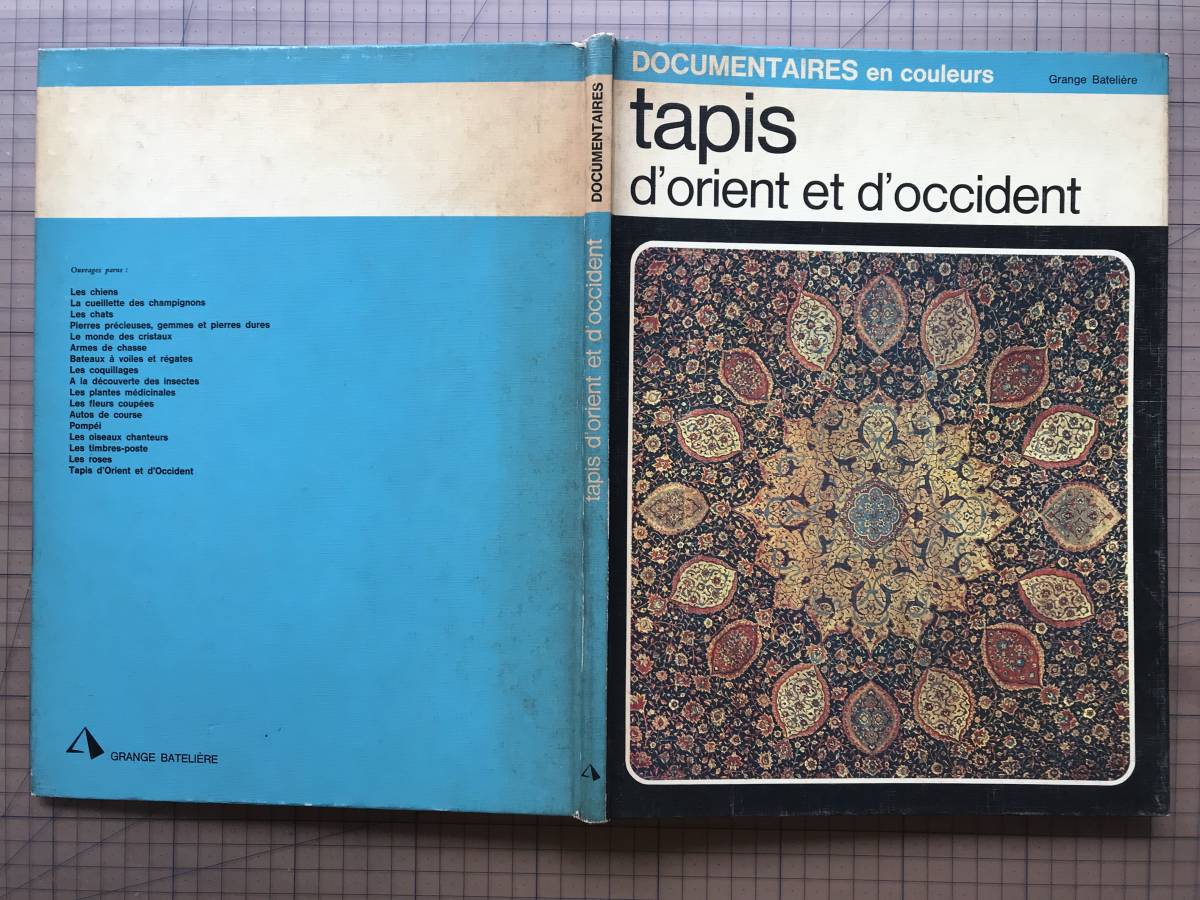 Ouvrages parus :
Les chiens
La cueillette des champignons
Les chats
Pierres précieuses, gemmes et pierres dures
Le monde des cristaux
Armes de chasse
Bateaux à voiles et régates
Les coquillages
A la découverte des insectes
Les plantes médicinales
Les fleurs coupées
Autos de course
Pompéi
Les oiseaux chanteurs
Les timbres-poste
Les roses
Tapis d'Orient et d'Occident
GRANGE BATELIÈRE
DOCUMENTAIRES
tapis d'orient et d'occident
DOCUMENTAIRES en couleurs
Grange Batelière
tapis
d'orient et d'occident